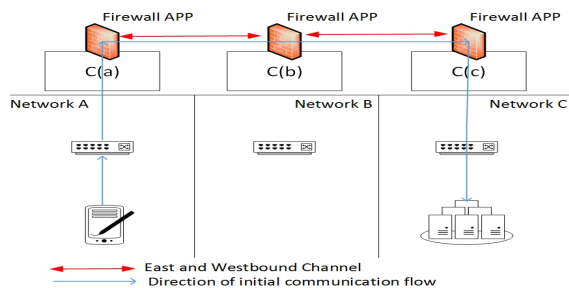 Firewall APP Firewall APP Firewall APP
C(a) C(b) C(c)
Network A Network B Network C
East and Westbound Channel
Direction of initial communication flow